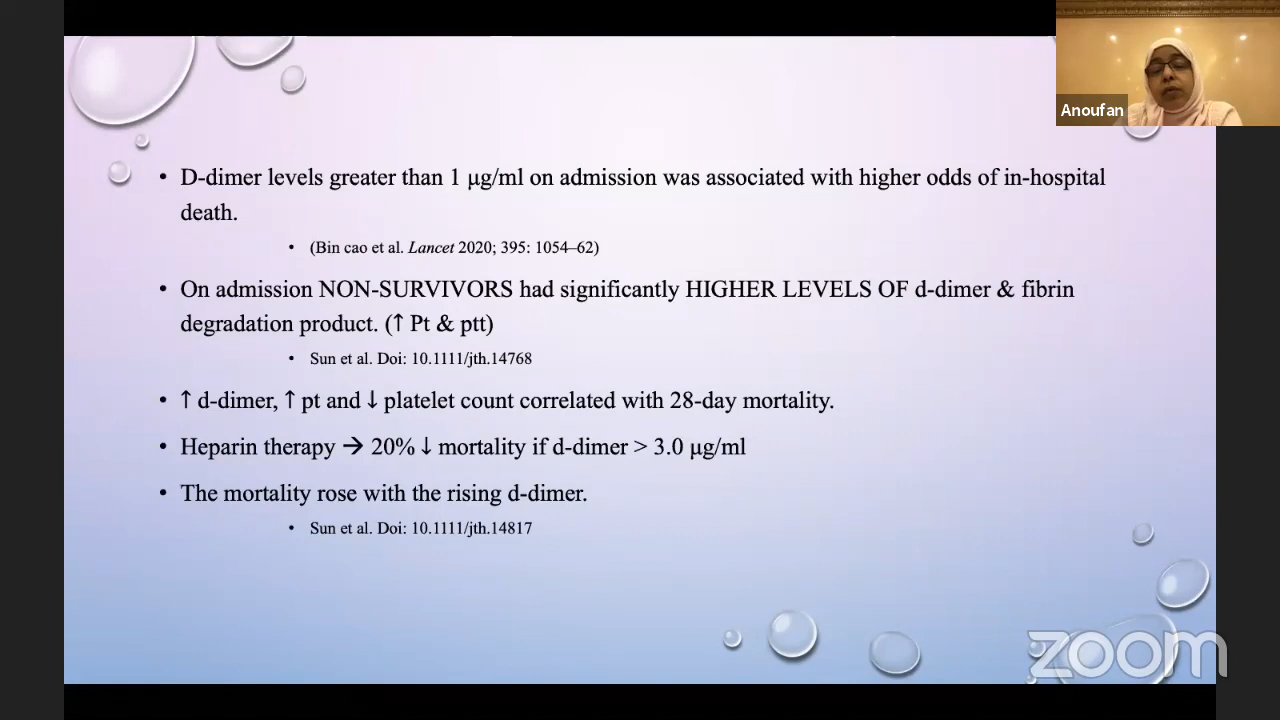 Anoufan
• D-dimer levels greater than 1 μg/ml on admission was associated with higher odds of in-hospital
death.
• (Bin cao et al. Lancet 2020; 395: 1054–62)
• On admission NON-SURVIVORS had significantly HIGHER LEVELS OF d-dimer & fibrin
degradation product. (↑ Pt & ptt)
• Sun et al. Doi: 10.1111/jth.14768
• ↑ d-dimer, ↑ pt and ↓ platelet count correlated with 28-day mortality.
• Heparin therapy → 20% ↓ mortality if d-dimer > 3.0 μg/ml
• The mortality rose with the rising d-dimer.
• Sun et al. Doi: 10.1111/jth.14817
zoom